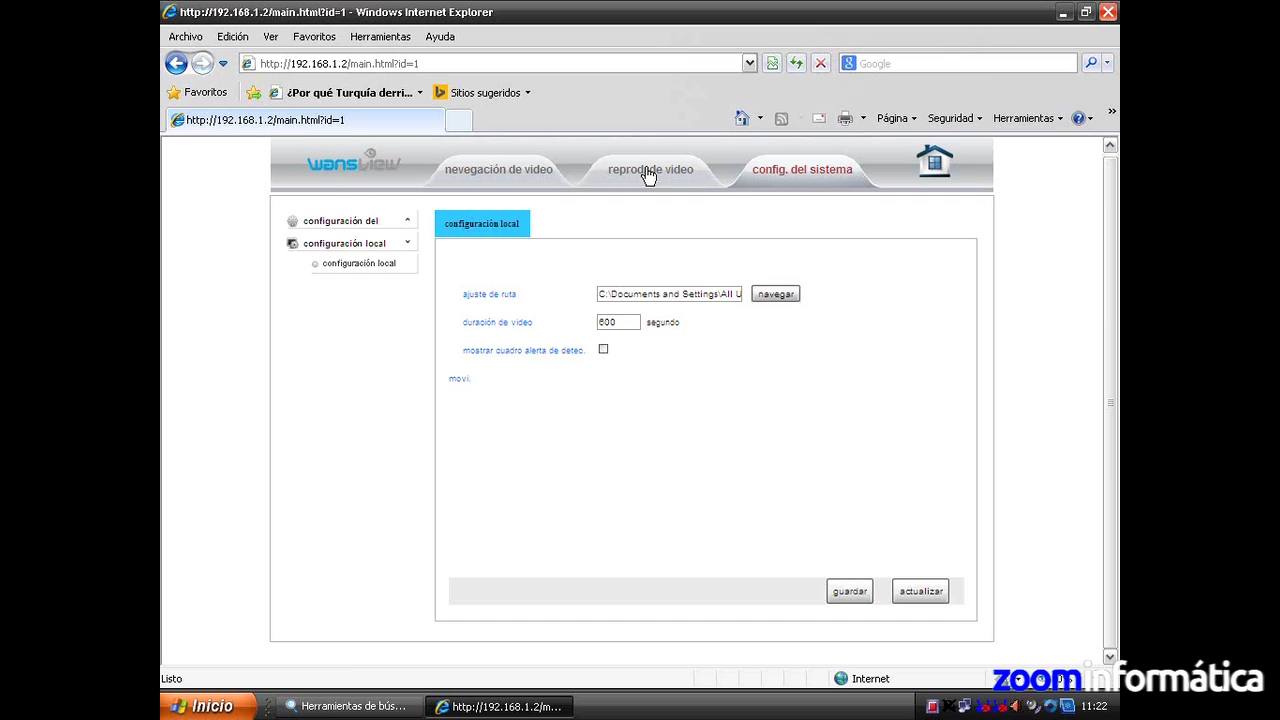 http://192.168.1.2/main.html?id=1 - Windows Internet Explorer
Archivo Edición Ver Favoritos Herramientas Ayuda
http://192.168.1.2/main.html?id=1 Google
Favoritos ¿Por qué Turquía derri... Sitios sugeridos
http://192.168.1.2/main.html?id=1 Página Seguridad Herramientas »
wansview nevegación de video video config. del sistema
configuración del
configuración local
configuración local
configuración local
ajuste de ruta C:\Documents and Settings\All U navegar
duración de video 600 segundo
mostrar cuadro alerta de detec.
movi.
guardar actualizar
Listo Internet
zoominformática
Inicio Herramientas de bús... http://192.168.1.2/m... 11:22